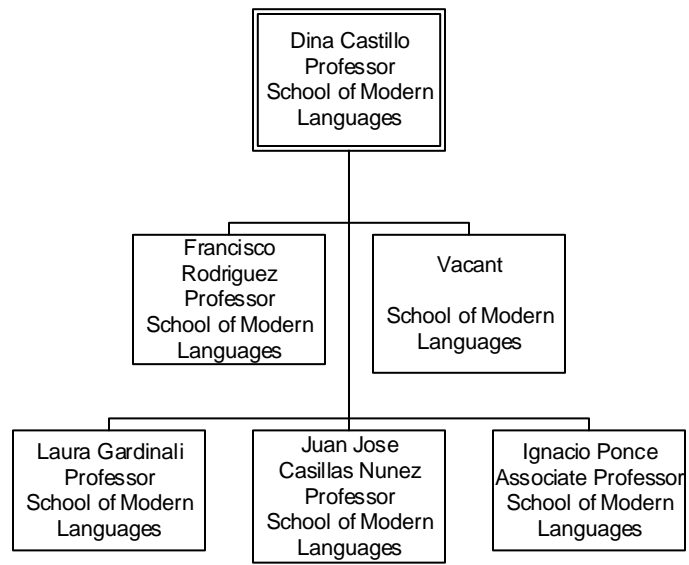 Dina Castillo
Professor
School of Modern
Languages
Francisco
Rodriguez
Professor
School of Modern
Languages
Vacant
School of Modern
Languages
Laura Gardinali
Professor
School of Modern
Languages
Juan Jose
Casillas Nunez
Professor
School of Modern
Languages
Ignacio Ponce
Associate Professor
School of Modern
Languages